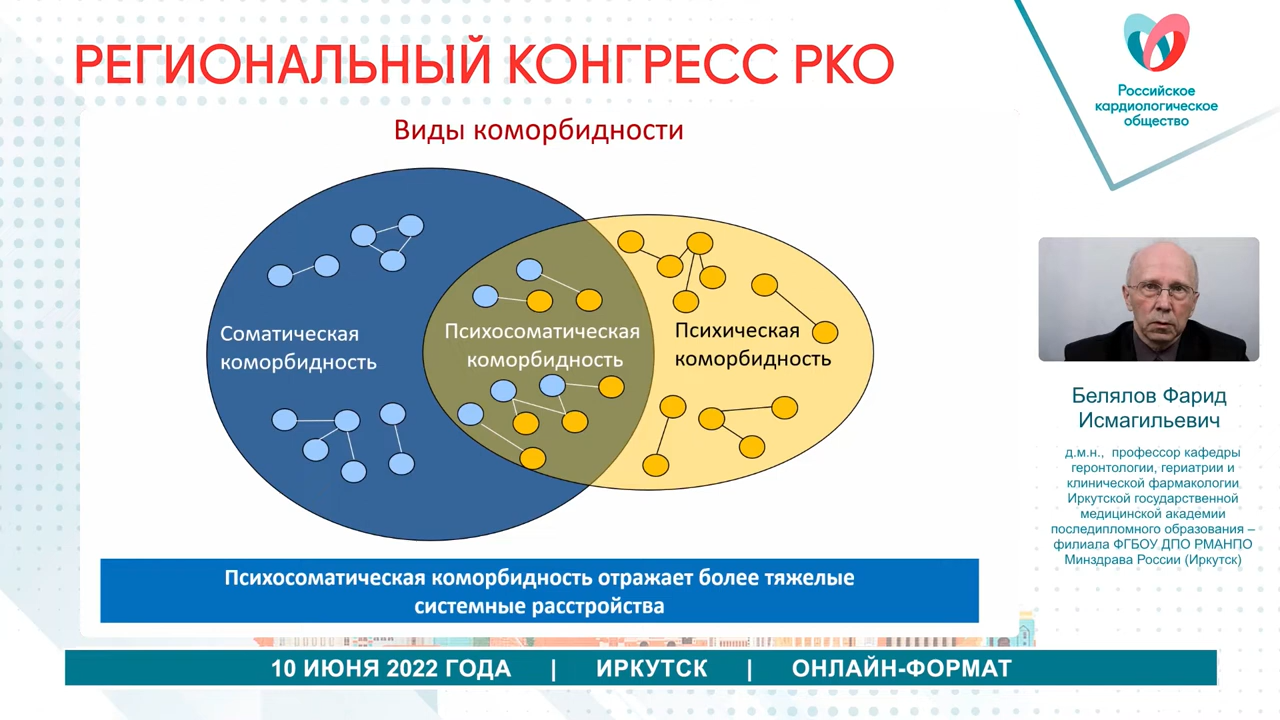 РЕГИОНАЛЬНЫЙ КОНГРЕСС РКО
Российское
кардиологическое
общество
Виды коморбидности
Соматическая
коморбидность
Психосоматическая
коморбидность
Психическая
коморбидность
Психосоматическая коморбидность отражает более тяжелые
системные расстройства
Белялов Фарид
Исмагильевич
д.м.н., профессор кафедры
геронтологии, гериатрии и
клинической фармакологии
Иркутской государственной
медицинской академии
последипломного образования –
филиала ФГБОУ ДПО РМАНПО
Минздрава России (Иркутск)
10 ИЮНЯ 2022 ГОДА | ИРКУТСК | ОНЛАЙН-ФОРМАТ